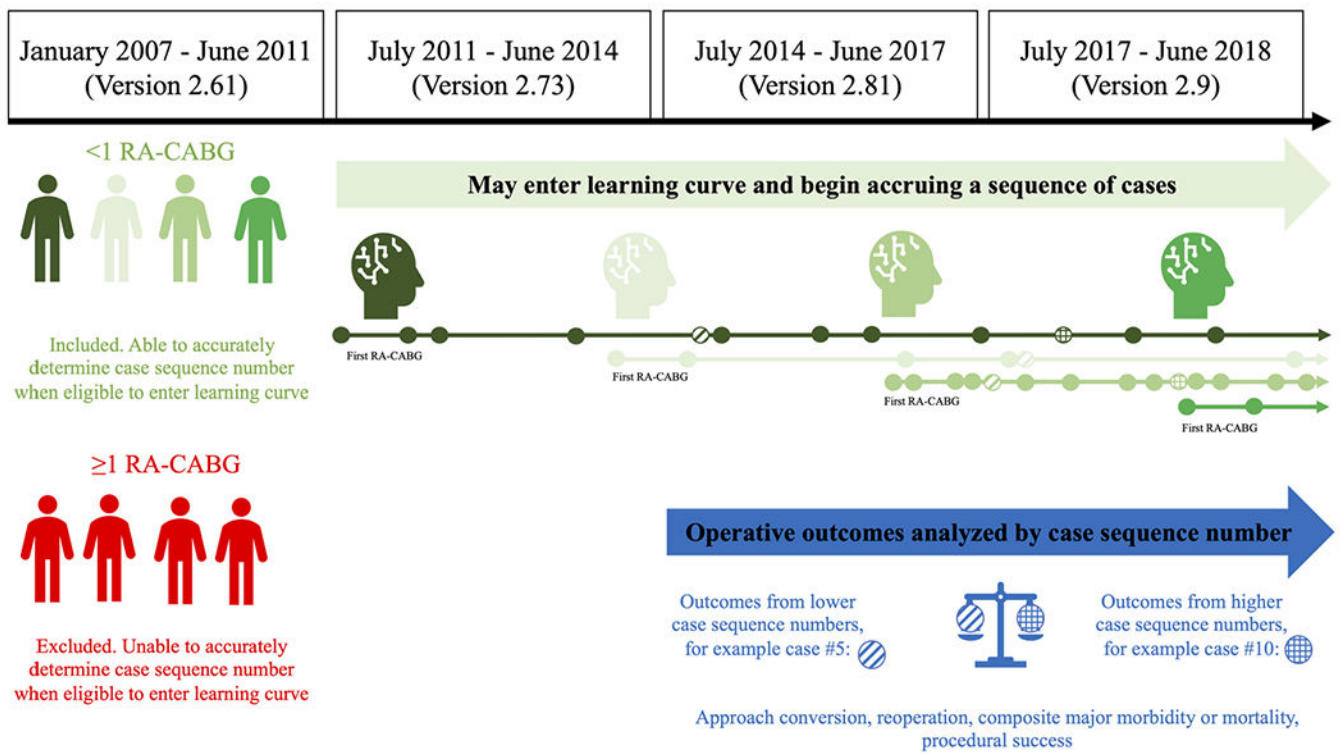 January 2007 - June 2011
(Version 2.61)
July 2011 - June 2014
(Version 2.73)
July 2014 - June 2017
(Version 2.81)
July 2017 - June 2018
(Version 2.9)
<1 RA-CABG
May enter learning curve and begin accruing a sequence of cases
Included. Able to accurately
determine case sequence number
when eligible to enter learning curve
First RA-CABG
First RA-CABG
First RA-CABG
First RA-CABG
≥1 RA-CABG
Excluded. Unable to accurately
determine case sequence number
when eligible to enter learning curve
Operative outcomes analyzed by case sequence number
Outcomes from lower
case sequence numbers,
for example case #5:
Outcomes from higher
case sequence numbers,
for example case #10:
Approach conversion, reoperation, composite major morbidity or mortality,
procedural success